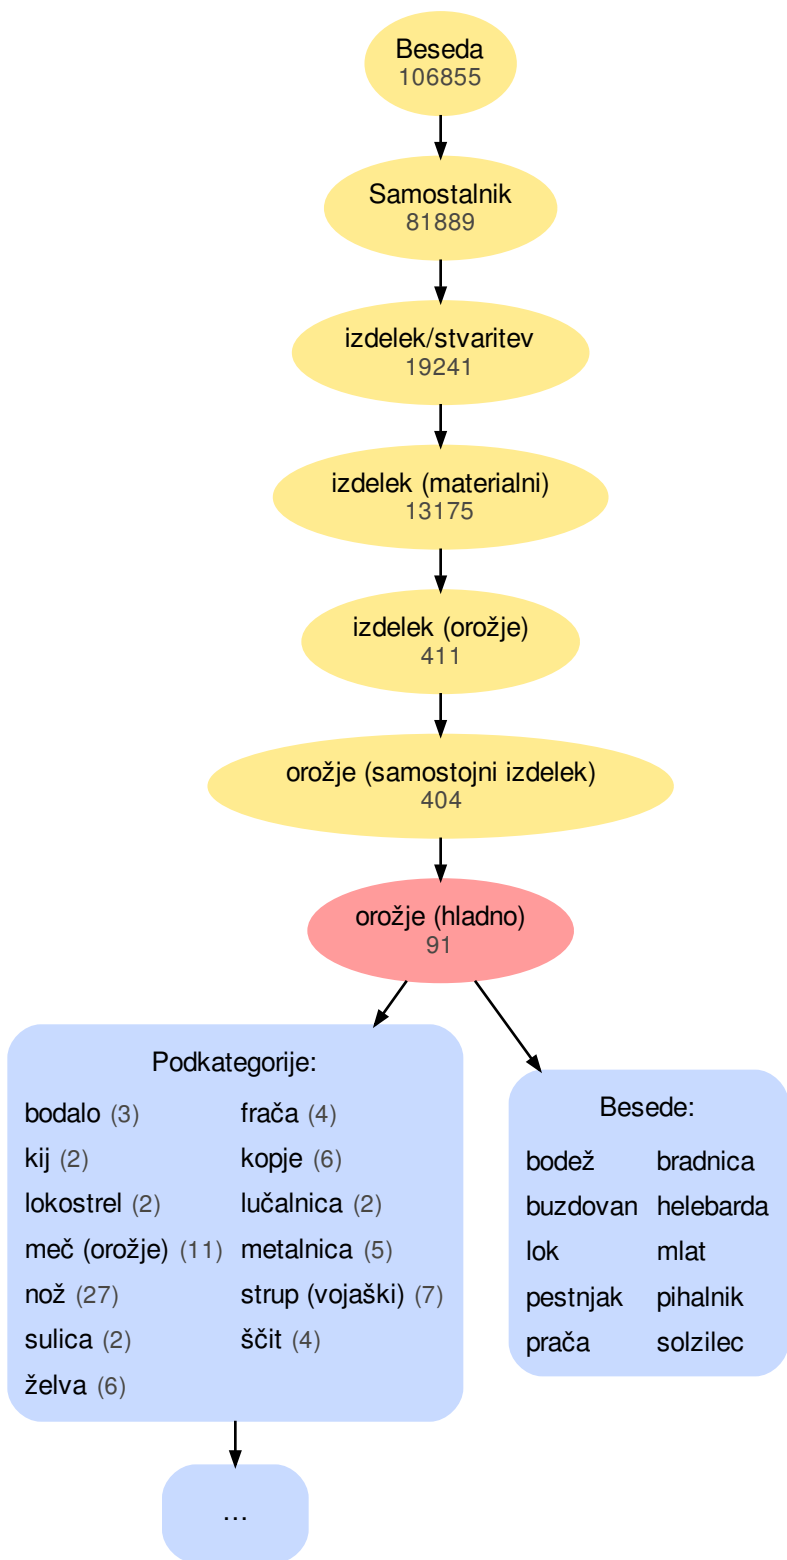 Beseda
106855
Samostalnik
81889
izdelek/stvaritev
19241
izdelek (materialni)
13175
izdelek (orožje)
411
orožje (samostojni izdelek)
404
orožje (hladno)
91
Podkategorije:
bodalo (3) frača (4)
kij (2) kopje (6)
lokostrel (2) lučalnica (2)
meč (orožje) (11) metalnica (5)
nož (27) strup (vojaški) (7)
sulica (2) ščit (4)
želva (6)
Besede:
bodež bradnica
buzdovan helebarda
lok mlat
pestnjak pihalnik
prača solzilec
...